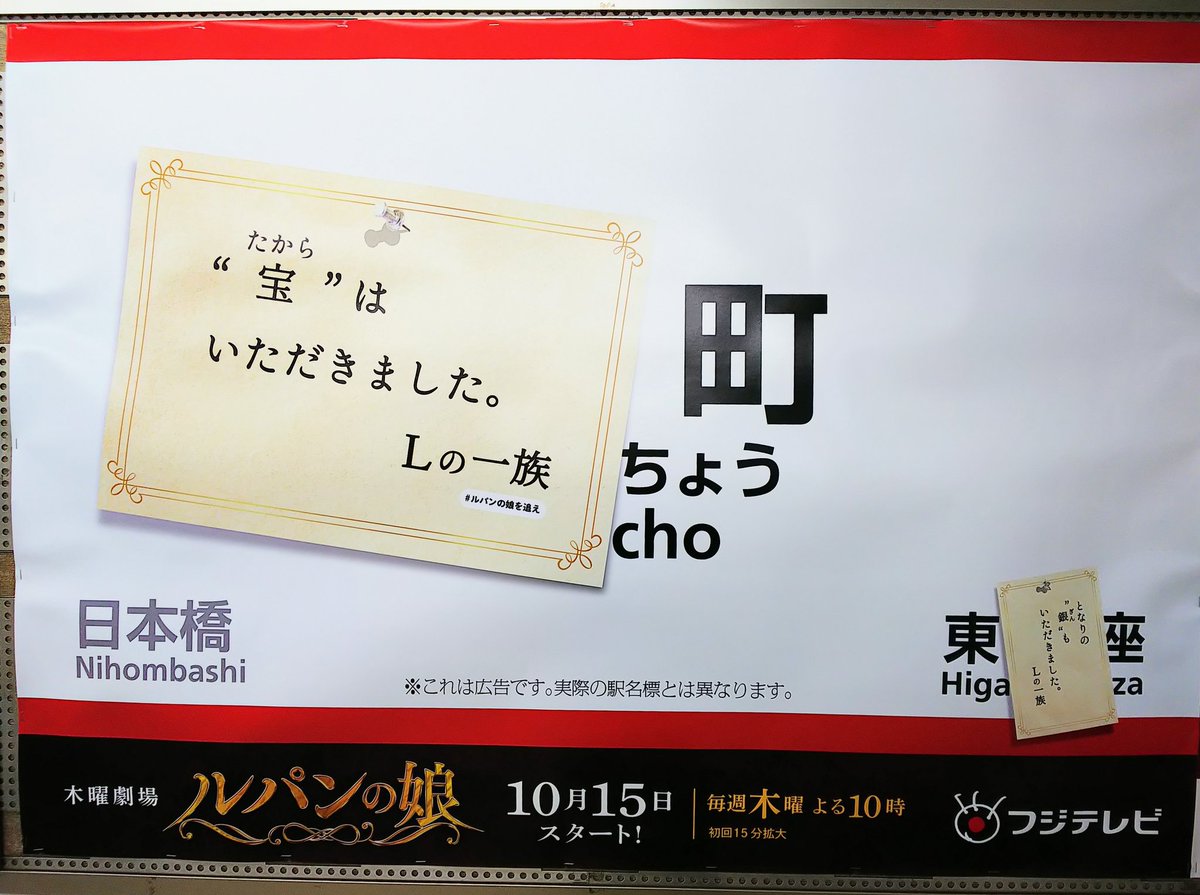 たから
“宝”は
いただきました。
Lの一族
#ルパンの娘を追え
町
ちょう
cho
日本橋
Nihombashi
※これは広告です。実際の駅名標とは異なります。
東 座
Higa za
となりの
ぎん
“銀“も
いただきました。
Lの一族
木曜劇場
ルパンの娘
10月15日
スタート!
毎週木曜 よる10時
初回15分拡大
フジテレビ